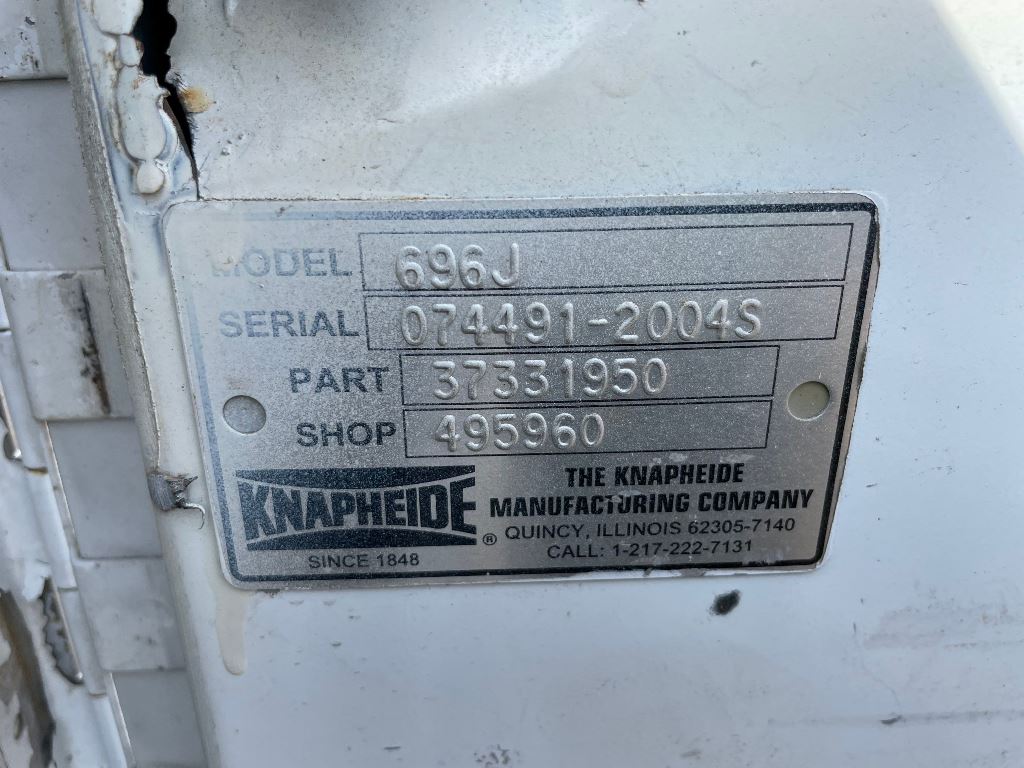 MODEL 696J
SERIAL 074491-2004S
PART 37331950
SHOP 495960
KNAPHEIDE ®
SINCE 1848
THE KNAPHEIDE
MANUFACTURING COMPANY
QUINCY, ILLINOIS 62305-7140
CALL: 1-217-222-7131